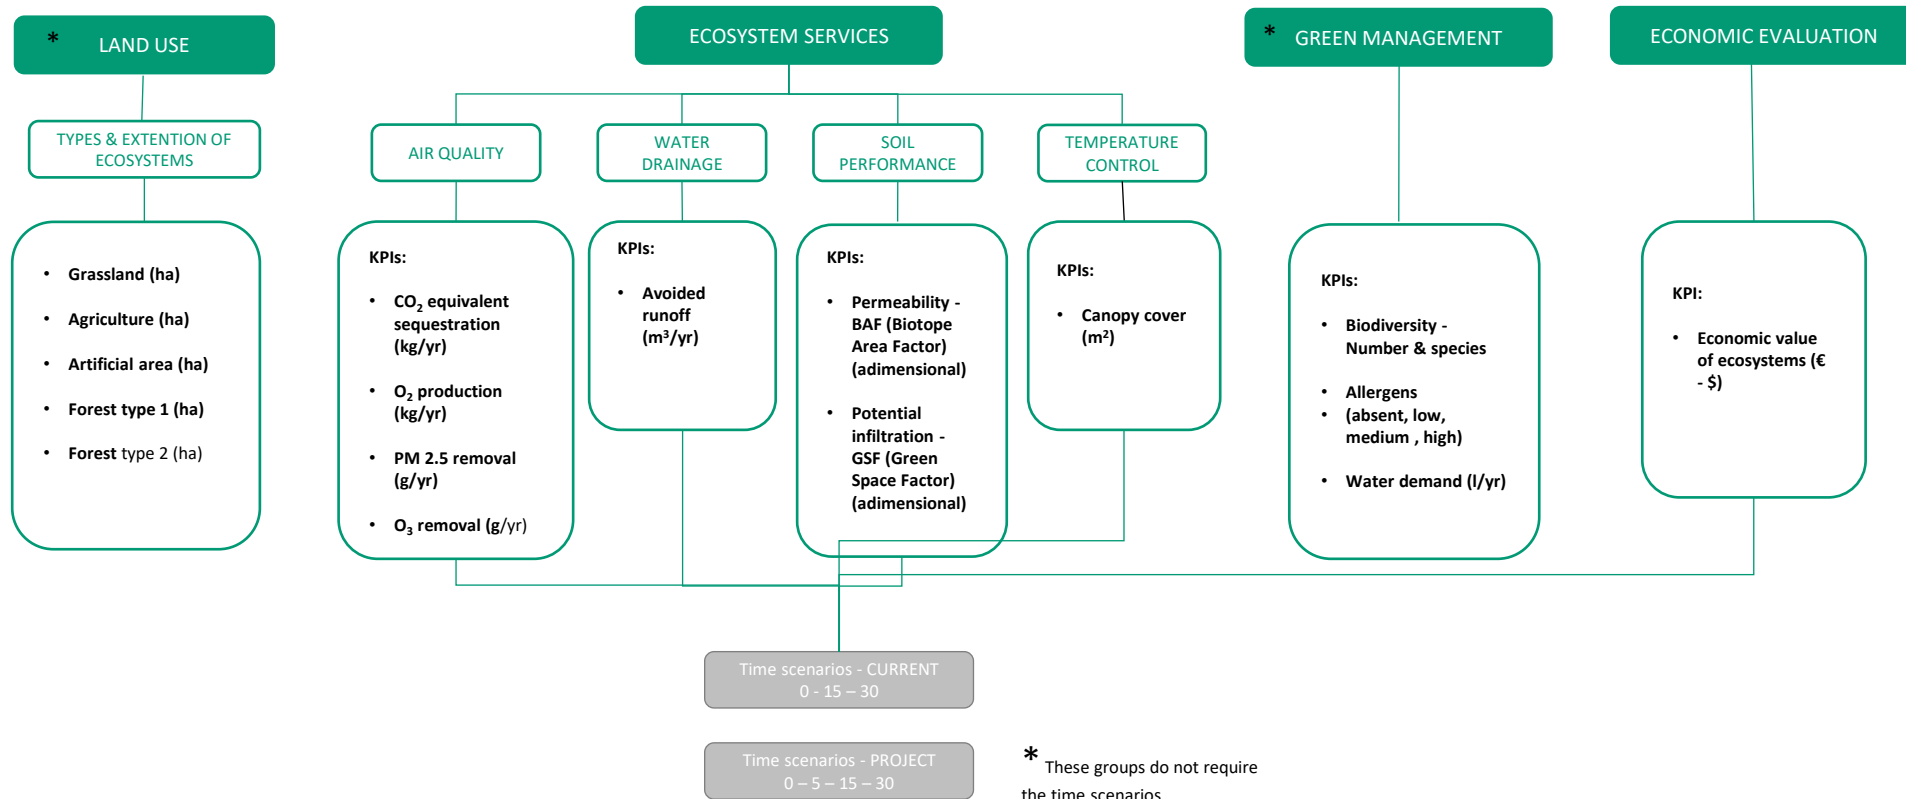 * LAND USE
ECOSYSTEM SERVICES
* GREEN MANAGEMENT
ECONOMIC EVALUATION
TYPES & EXTENTION OF
ECOSYSTEMS
AIR QUALITY
WATER
DRAINAGE
SOIL
PERFORMANCE
TEMPERATURE
CONTROL
• Grassland (ha)
• Agriculture (ha)
• Artificial area (ha)
• Forest type 1 (ha)
• Forest type 2 (ha)
KPIs:
• CO₂ equivalent
sequestration
(kg/yr)
• O₂ production
(kg/yr)
• PM 2.5 removal
(g/yr)
• O₃ removal (g/yr)
KPIs:
• Avoided
runoff
(m³/yr)
KPIs:
• Permeability -
BAF (Biotope
Area Factor)
(adimensional)
• Potential
infiltration -
GSF (Green
Space Factor)
(adimensional)
KPIs:
• Canopy cover
(m²)
KPIs:
• Biodiversity -
Number & species
• Allergens
• (absent, low,
medium , high)
• Water demand (l/yr)
KPI:
• Economic value
of ecosystems (€
- $)
Time scenarios - CURRENT
0 - 15 – 30
Time scenarios - PROJECT
0 – 5 – 15 – 30
* These groups do not require
the time scenarios